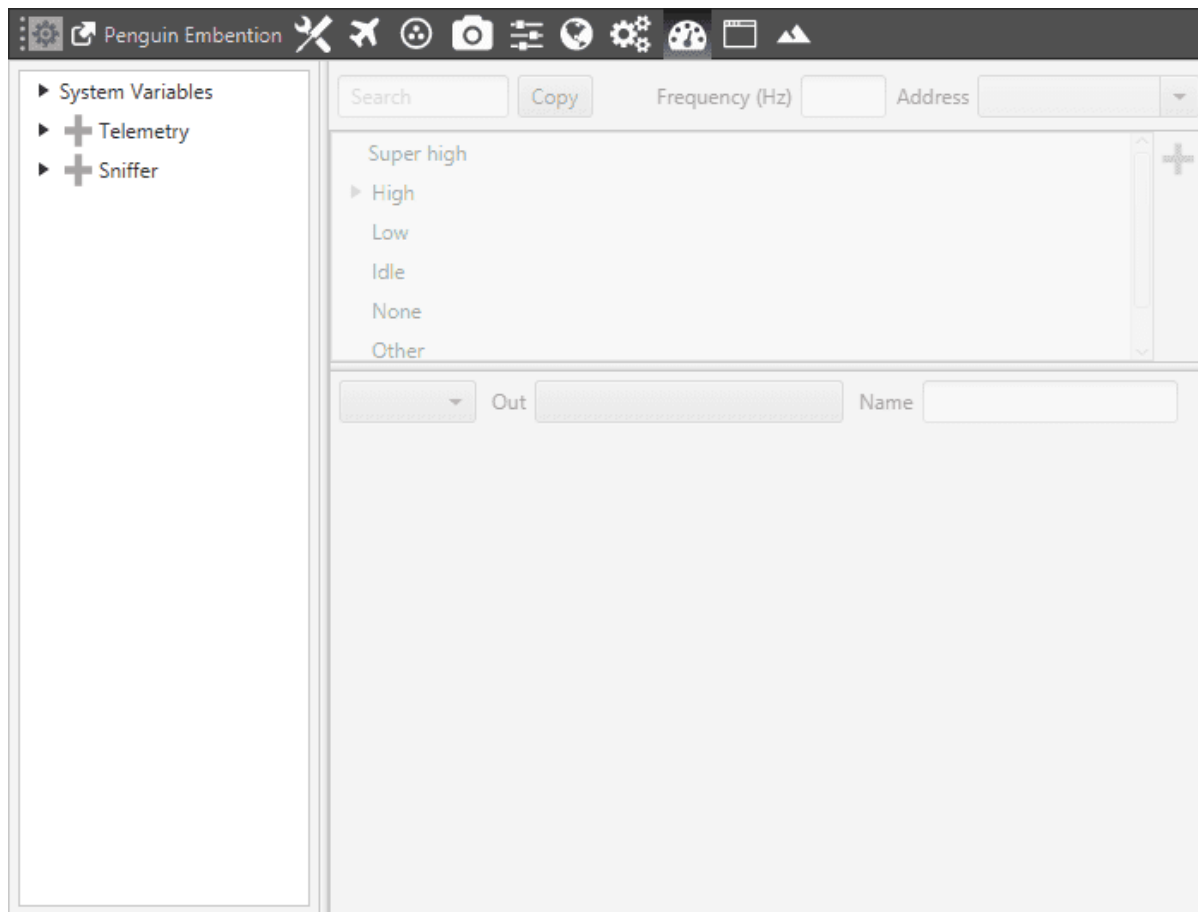 Penguin Embention
System Variables
Telemetry
Sniffer
Search Copy Frequency (Hz) Address
Super high
High
Low
Idle
None
Other
Out Name